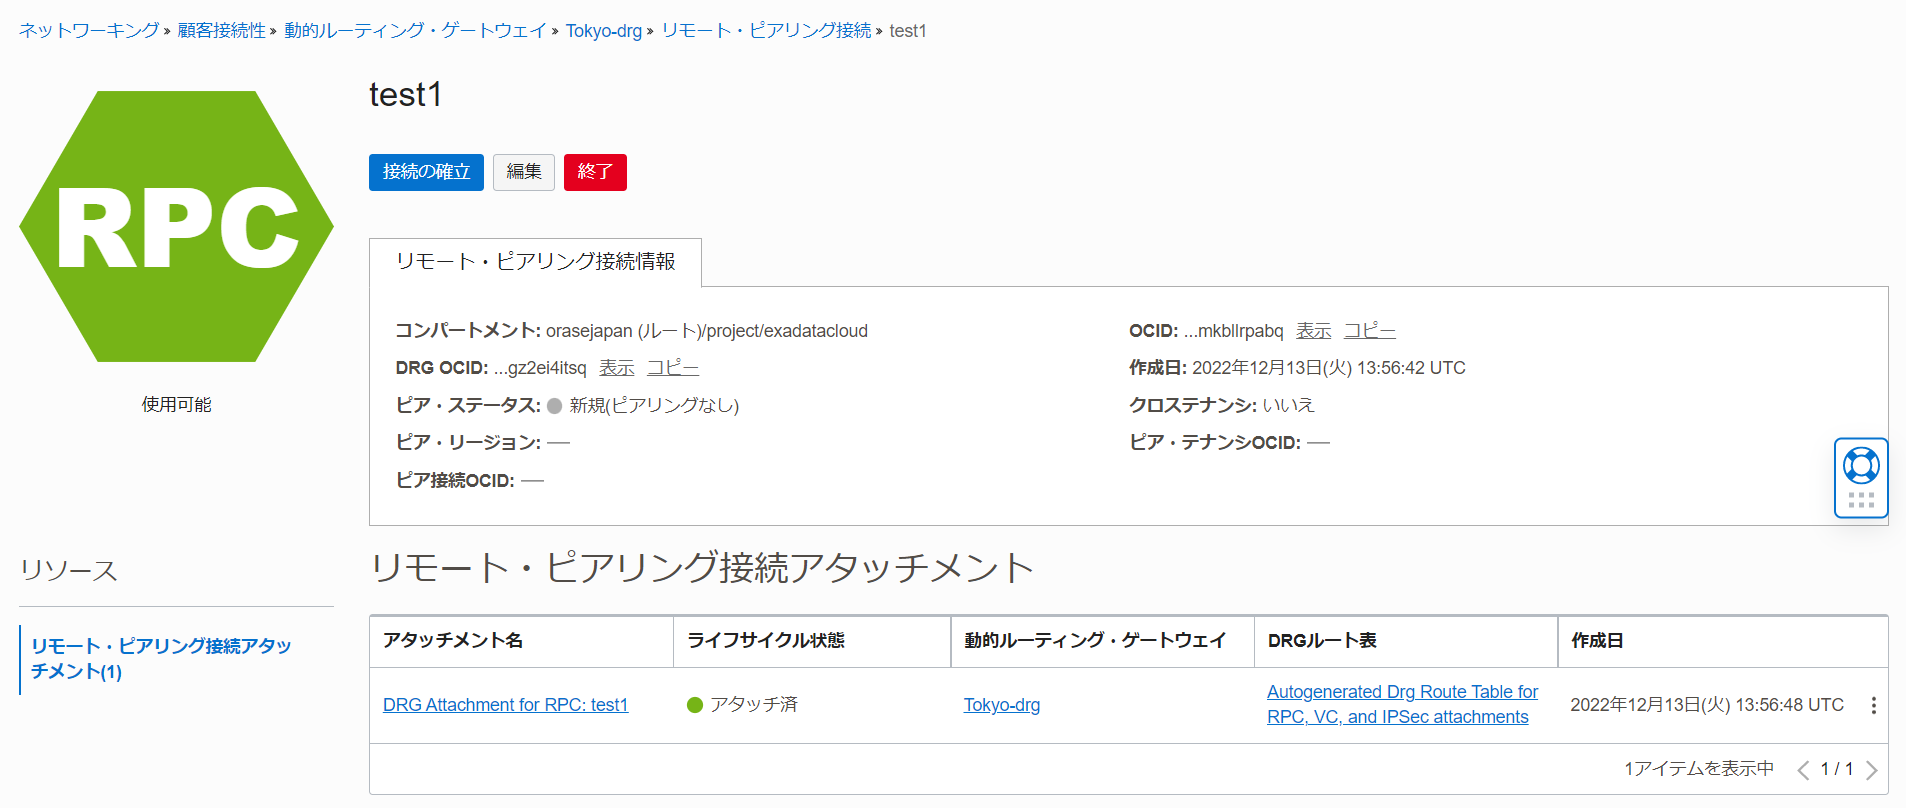 ネットワーキング » 顧客接続性 » 動的ルーティング・ゲートウェイ » Tokyo-drg » リモート・ピアリング接続 » test1
RPC
使用可能
test1
接続の確立 編集 終了
リモート・ピアリング接続情報
コンパートメント: orasejapan (ルート)/project/exadatacloud
DRG OCID: ...gz2ei4itsq 表示 コピー
ピア・ステータス: 新規(ピアリングなし)
ピア・リージョン: —
ピア接続OCID: —
OCID: ...mkbllrpabq 表示 コピー
作成日: 2022年12月13日(火) 13:56:42 UTC
クロステナンシ: いいえ
ピア・テナンシOCID: —
リソース
リモート・ピアリング接続アタッ
チメント(1)
リモート・ピアリング接続アタッチメント
アタッチメント名 ライフサイクル状態 動的ルーティング・ゲートウェイ DRGルート表 作成日
DRG Attachment for RPC: test1 アタッチ済 Tokyo-drg Autogenerated Drg Route Table for
RPC, VC, and IPSec attachments 2022年12月13日(火) 13:56:48 UTC
1アイテムを表示中 < 1 / 1 >